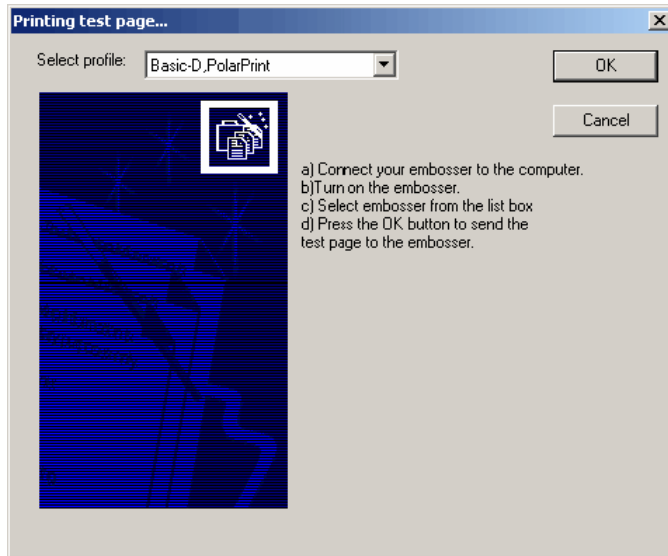 Printing test page...
Select profile:
Basic-D,PolarPrint
OK
Cancel
a) Connect your embosser to the computer.
b)Turn on the embosser.
c) Select embosser from the list box
d) Press the OK button to send the
test page to the embosser.